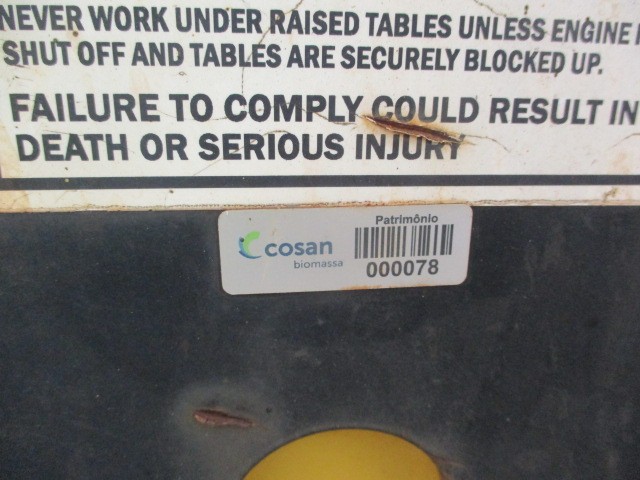 NEVER WORK UNDER RAISED TABLES UNLESS ENGINE
SHUT OFF AND TABLES ARE SECURELY BLOCKED UP.
FAILURE TO COMPLY COULD RESULT IN
DEATH OR SERIOUS INJURY
Patrimônio
cosan
biomassa
000078